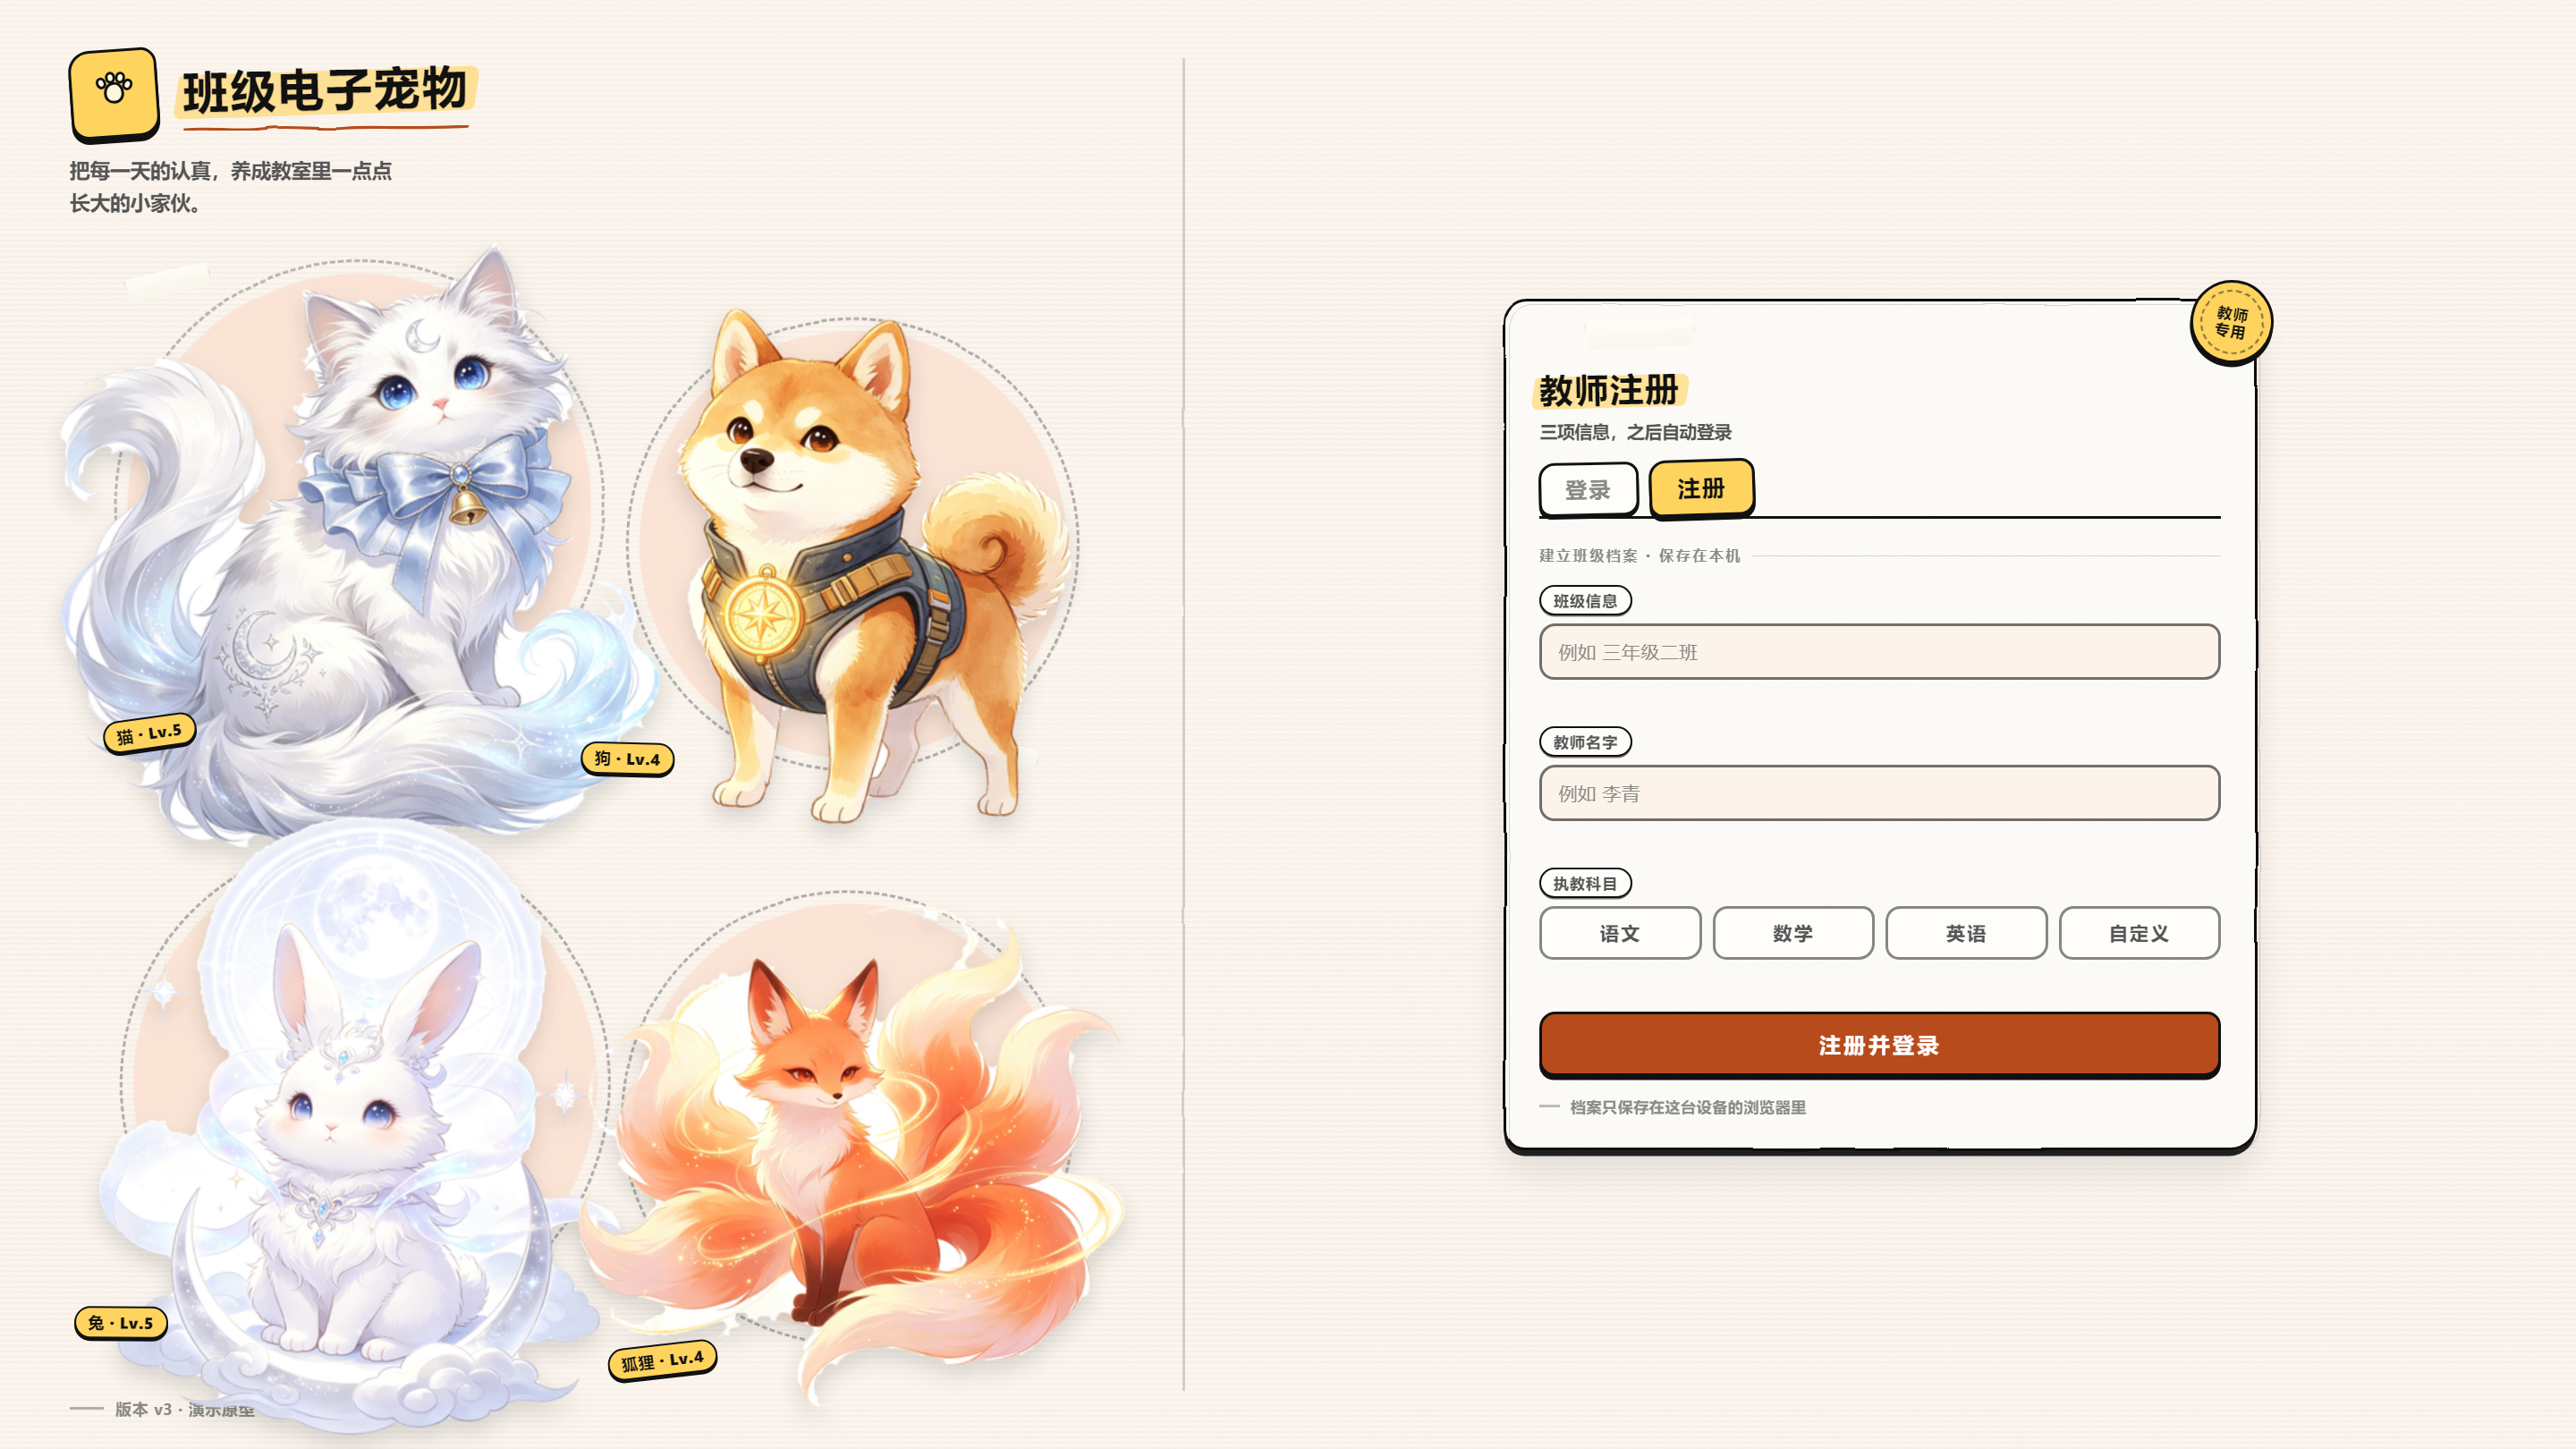 班级电子宠物
把每一天的认真，养成教室里一点点
长大的小家伙。
猫 · Lv.5
狗 · Lv.4
兔 · Lv.5
狐狸 · Lv.4
版本 v3 · 演示原型
教师
专用
教师注册
三项信息，之后自动登录
登录
注册
建立班级档案 · 保存在本机
班级信息
例如 三年级二班
教师名字
例如 李青
执教科目
语文
数学
英语
自定义
注册并登录
档案只保存在这台设备的浏览器里